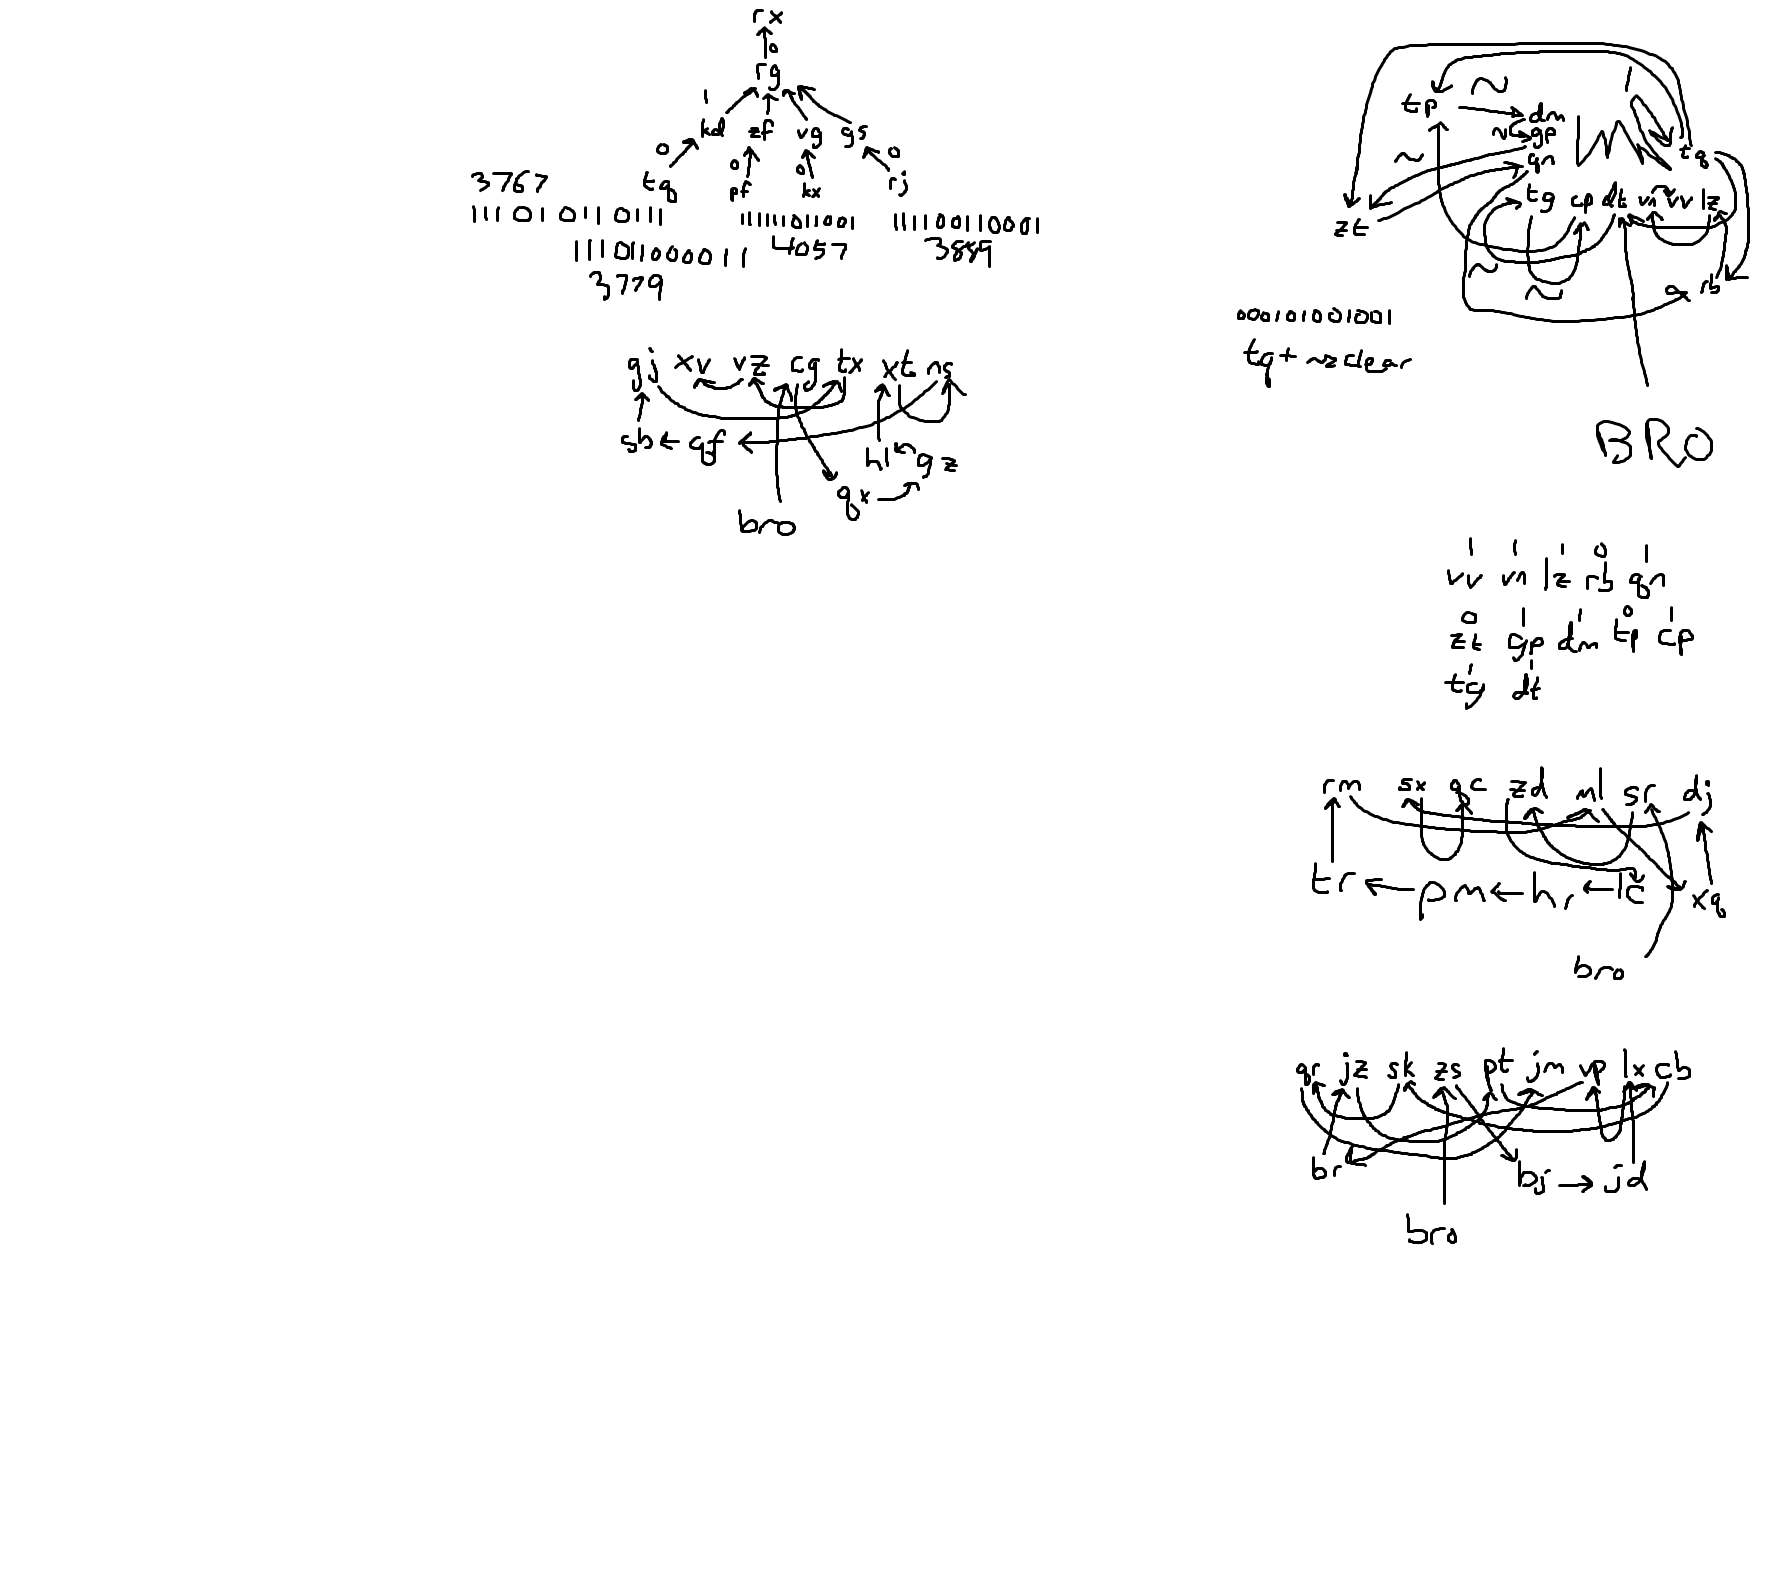 rx
0
rg
1
kd zf vg gs
0 0 0 0
tq pf kx rj
3767
111010110111
111011000011
3779
111111011001
4057
111100110001
3889
gj xv vz cg tx xt ns
sb qf hl gz
qx
bro
1
tp ~ dm
~ gp
~ qn
tq
zt
tg cp dt vn vv lz
~
~
rb
000101001001
tq + ~z clear
BRO
1 1 1 0 1
vv vn lz rb qn
0 1 1 0 1
zt gp dm tp cp
1 1
tg dt
rm sx qc zd ml sr dj
tr pm hr lc xq
bro
qr jz sk zs pt jm vp lx cb
br bj jd
bro